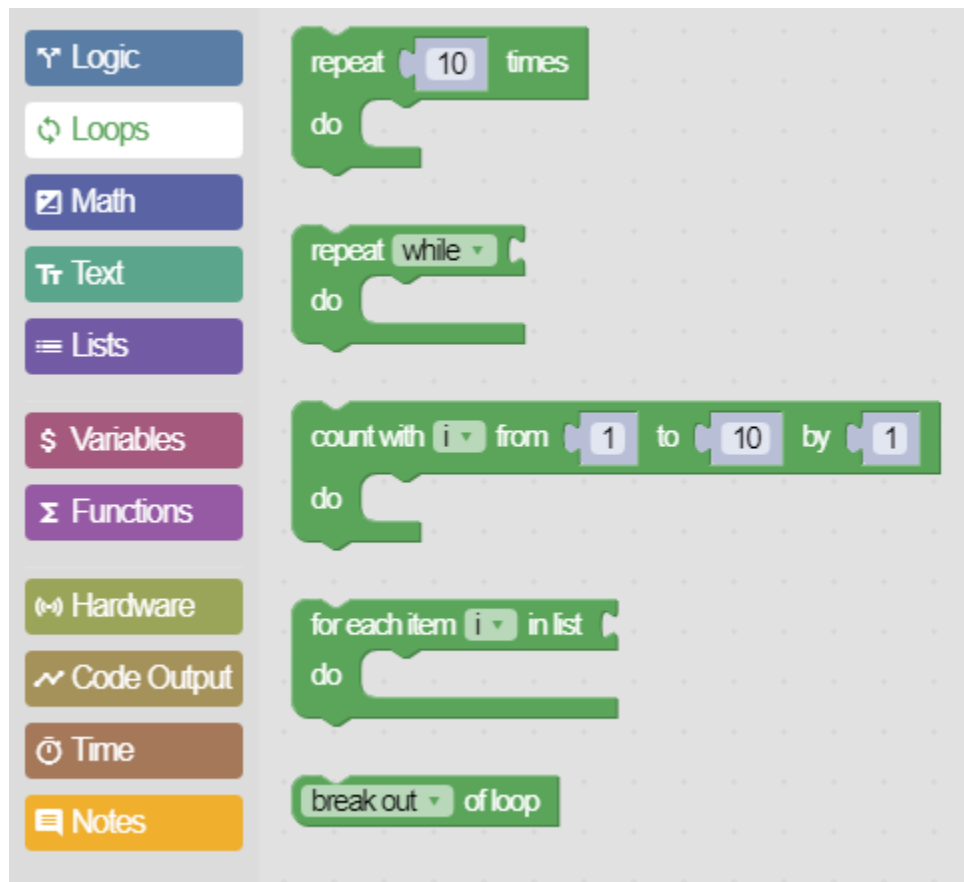 Logic
Loops
Math
Text
Lists
Variables
Functions
Hardware
Code Output
Time
Notes
repeat 10 times
do
repeat while
do
count with i from 1 to 10 by 1
do
for each item i in list
do
break out of loop